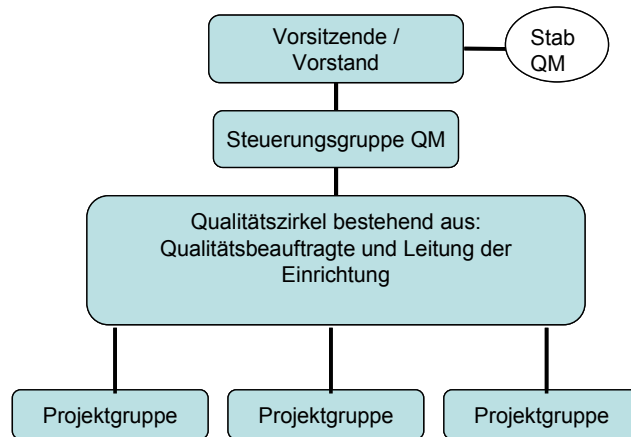 Vorsitzende /
Vorstand
Stab
QM
Steuerungsgruppe QM
Qualitätszirkel bestehend aus:
Qualitätsbeauftragte und Leitung der
Einrichtung
Projektgruppe
Projektgruppe
Projektgruppe